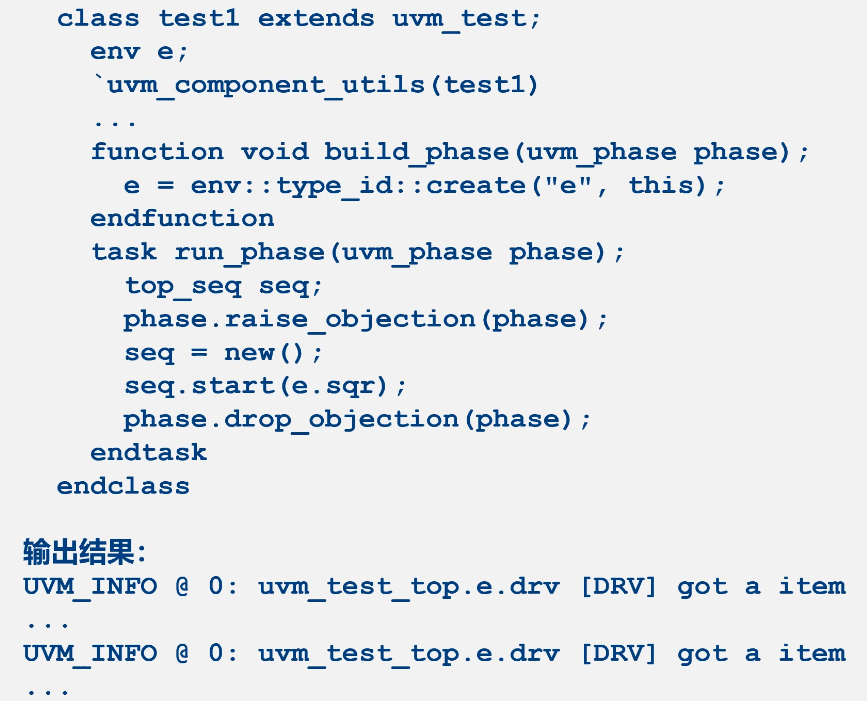 class test1 extends uvm_test;
env e;
`uvm_component_utils(test1)
...
function void build_phase(uvm_phase phase);
e = env::type_id::create("e", this);
endfunction
task run_phase(uvm_phase phase);
top_seq seq;
phase.raise_objection(phase);
seq = new();
seq.start(e.sqr);
phase.drop_objection(phase);
endtask
endclass
输出结果：
UVM_INFO @ 0: uvm_test_top.e.drv [DRV] got a item
...
UVM_INFO @ 0: uvm_test_top.e.drv [DRV] got a item
...